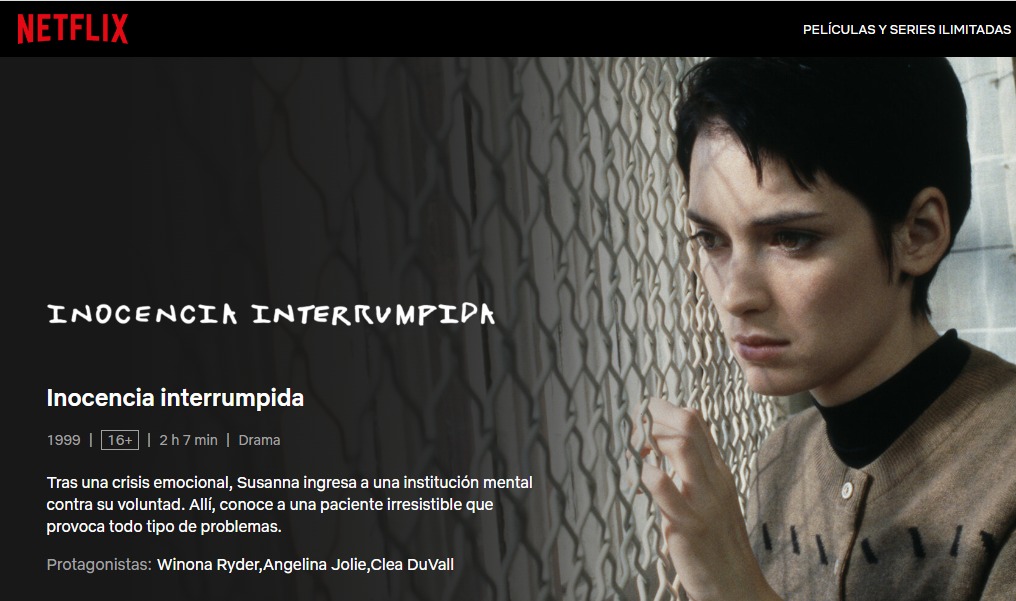 NETFLIX
PELÍCULAS Y SERIES ILIMITADAS
INOCENCIA INTERRUMPIDA
Inocencia interrumpida
1999 | 16+ | 2 h 7 min | Drama
Tras una crisis emocional, Susanna ingresa a una institución mental
contra su voluntad. Allí, conoce a una paciente irresistible que
provoca todo tipo de problemas.
Protagonistas: Winona Ryder,Angelina Jolie,Clea DuVall